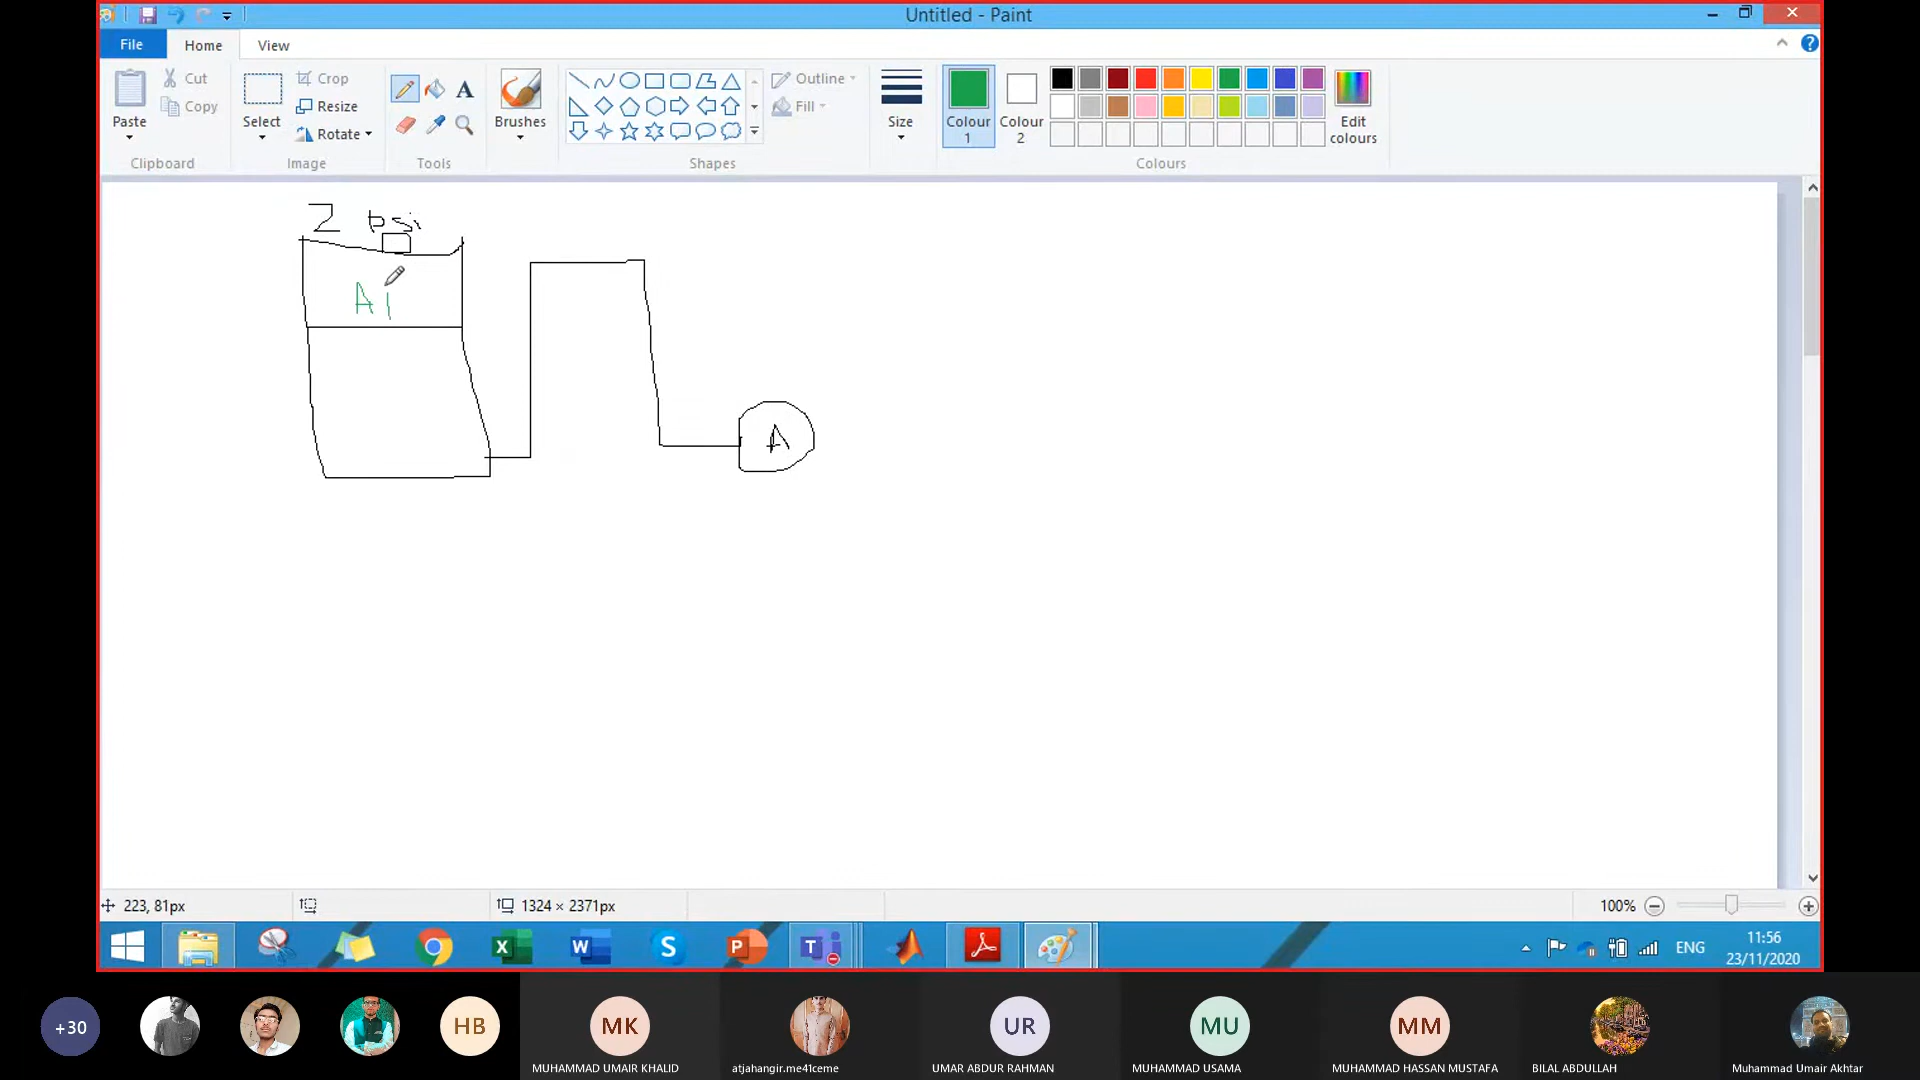 Untitled - Paint
File Home View
Paste
Cut
Copy
Clipboard
Select
Crop
Resize
Rotate
Image
Tools
Brushes
Shapes
Outline
Fill
Size
Colour 1
Colour 2
Edit colours
Colours
2 psi
Ai
A
223, 81px
1324 × 2371px
100%
ENG
11:56
23/11/2020
+30
HB
MK
UR
MU
MM
MUHAMMAD UMAIR KHALID
atjahangir.me41ceme
UMAR ABDUR RAHMAN
MUHAMMAD USAMA
MUHAMMAD HASSAN MUSTAFA
BILAL ABDULLAH
Muhammad Umair Akhtar